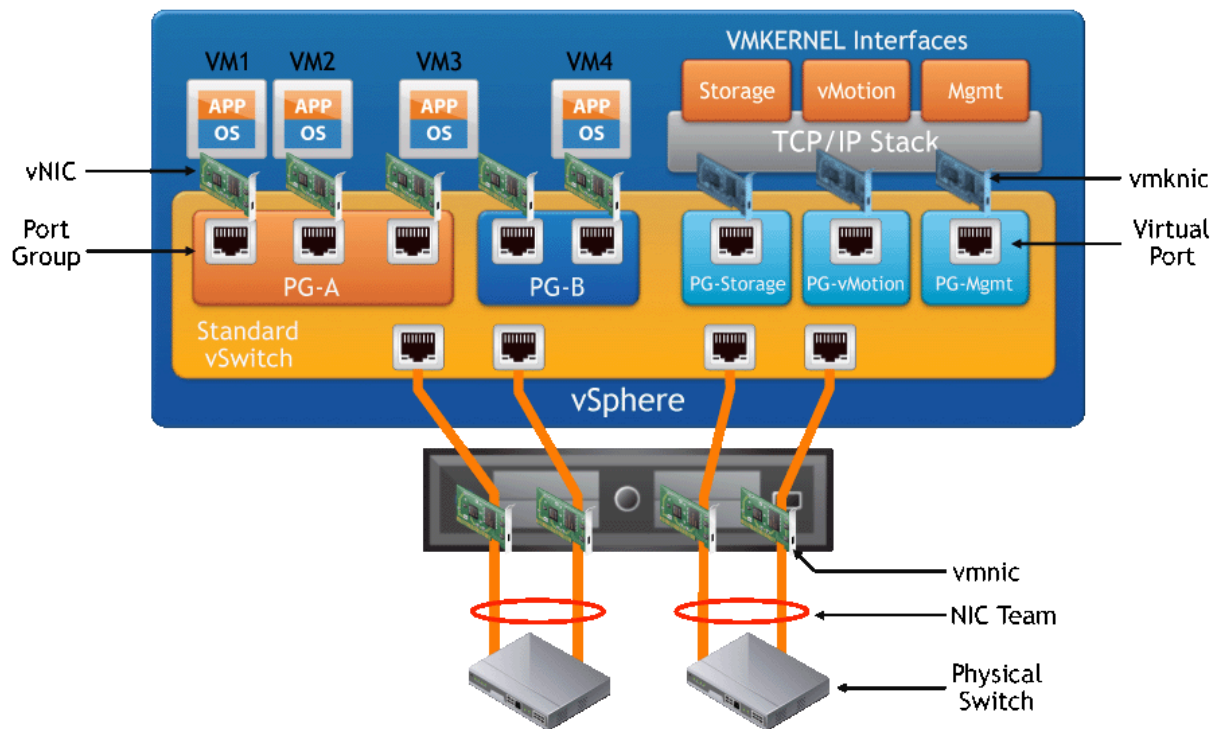 VMKERNEL Interfaces
VM1
VM2
VM3
VM4
APP
OS
APP
OS
APP
OS
APP
OS
Storage
vMotion
Mgmt
TCP/IP Stack
vNIC
vmknic
Port
Group
Virtual
Port
PG-A
PG-B
PG-Storage
PG-vMotion
PG-Mgmt
Standard
vSwitch
vSphere
vmnic
NIC Team
Physical
Switch